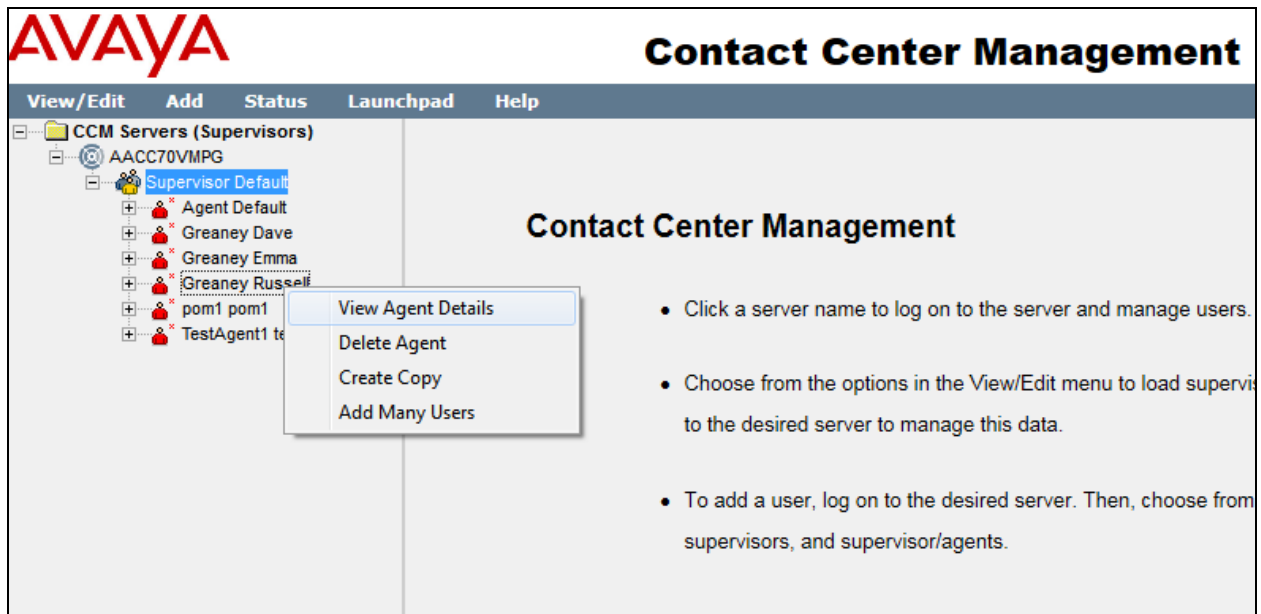 AVAYA
Contact Center Management
View/Edit Add Status Launchpad Help
CCM Servers (Supervisors)
AACC70VMPG
Supervisor Default
Agent Default
Greaney Dave
Greaney Emma
Greaney Russell
pom1 pom1
TestAgent1
View Agent Details
Delete Agent
Create Copy
Add Many Users
Contact Center Management
• Click a server name to log on to the server and manage users.
• Choose from the options in the View/Edit menu to load
to the desired server to manage this data.
• To add a user, log on to the desired server. Then, choose from
supervisors, and supervisor/agents.